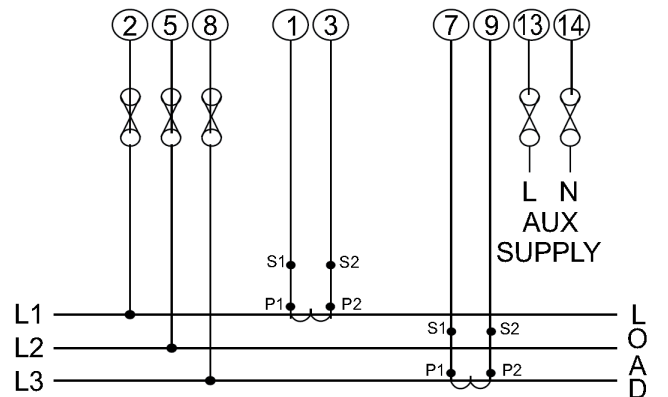 2 5 8 1 3 7 9 13 14
L N
AUX
SUPPLY
S1 S2
P1 P2
L1
S1 S2
L2
P1 P2
L3
L
O
A
D